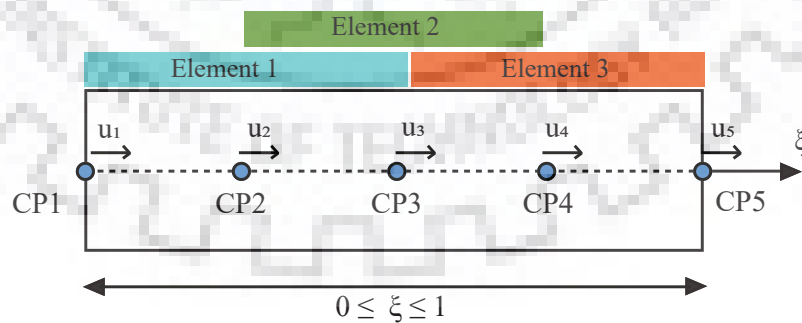 Element 2
Element 1 Element 3
u₁ u₂ u₃ u₄ u₅ ξ
CP1 CP2 CP3 CP4 CP5
0 ≤ ξ ≤ 1